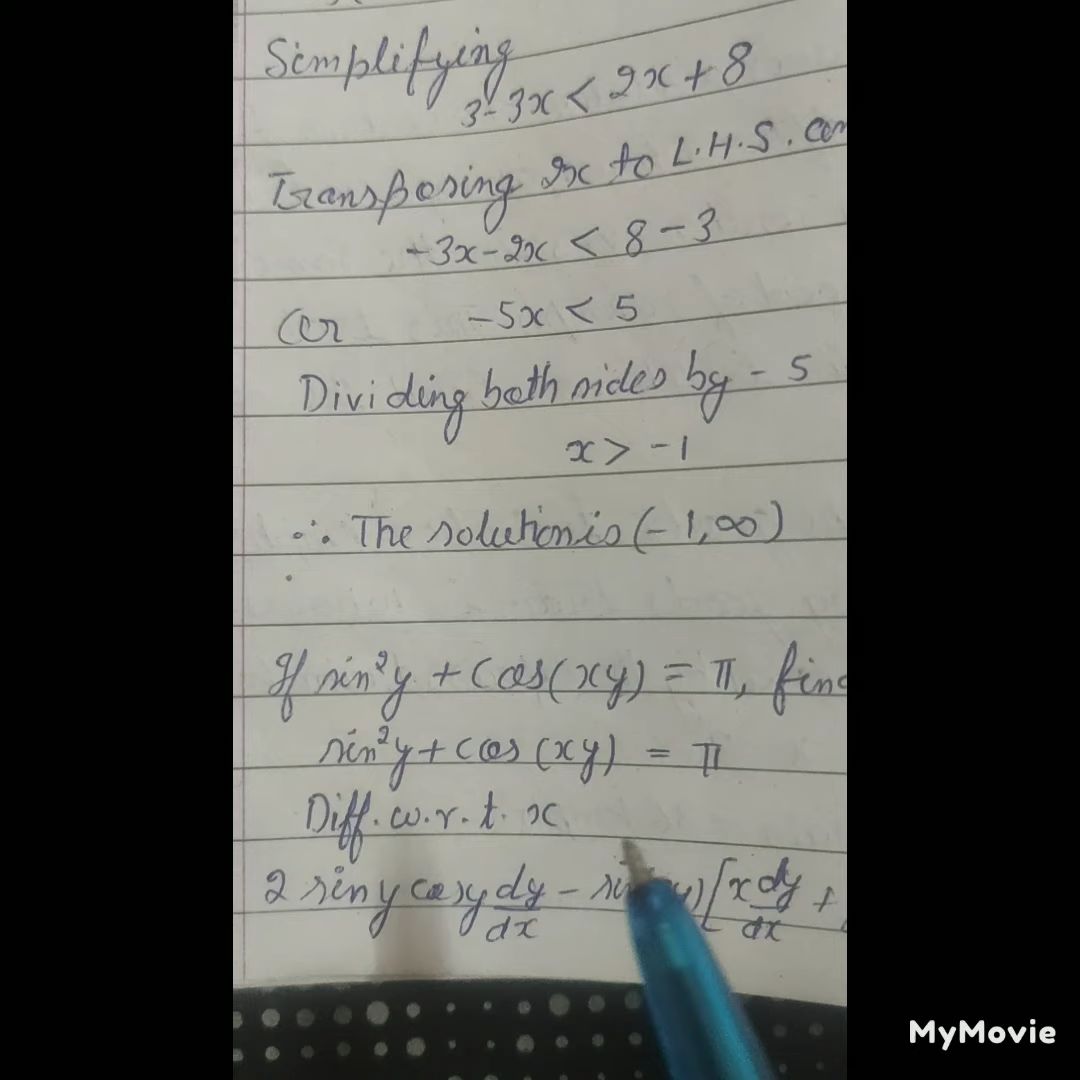 Simplifying
3-3x < 2x + 8
Transposing 2x to L.H.S.
-3x-2x < 8-3
or -5x < 5
Dividing both sides by -5
x > -1
∴ The solution is (-1, ∞)
If sin²y + Cos(xy) = π,
sin²y + Cos (xy) = π
Diff. w.r.t. x
2 siny cosy dy/dx - [x dy/dx +
MyMovie